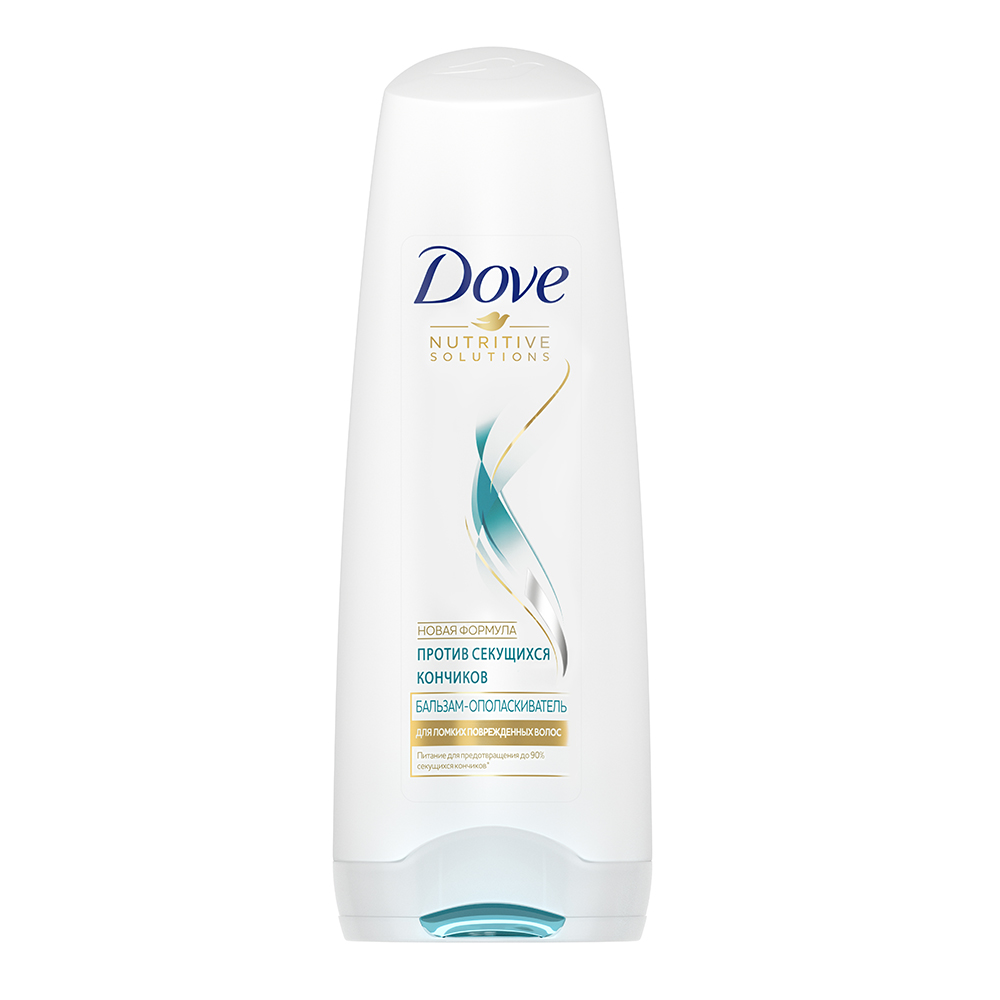 Dove
NUTRITIVE
SOLUTIONS
НОВАЯ ФОРМУЛА
ПРОТИВ СЕКУЩИХСЯ
КОНЧИКОВ
БАЛЬЗАМ-ОПОЛАСКИВАТЕЛЬ
ДЛЯ ЛОМКИХ ПОВРЕЖДЕННЫХ ВОЛОС
Питание для предотвращения до 90%
секущихся кончиков*